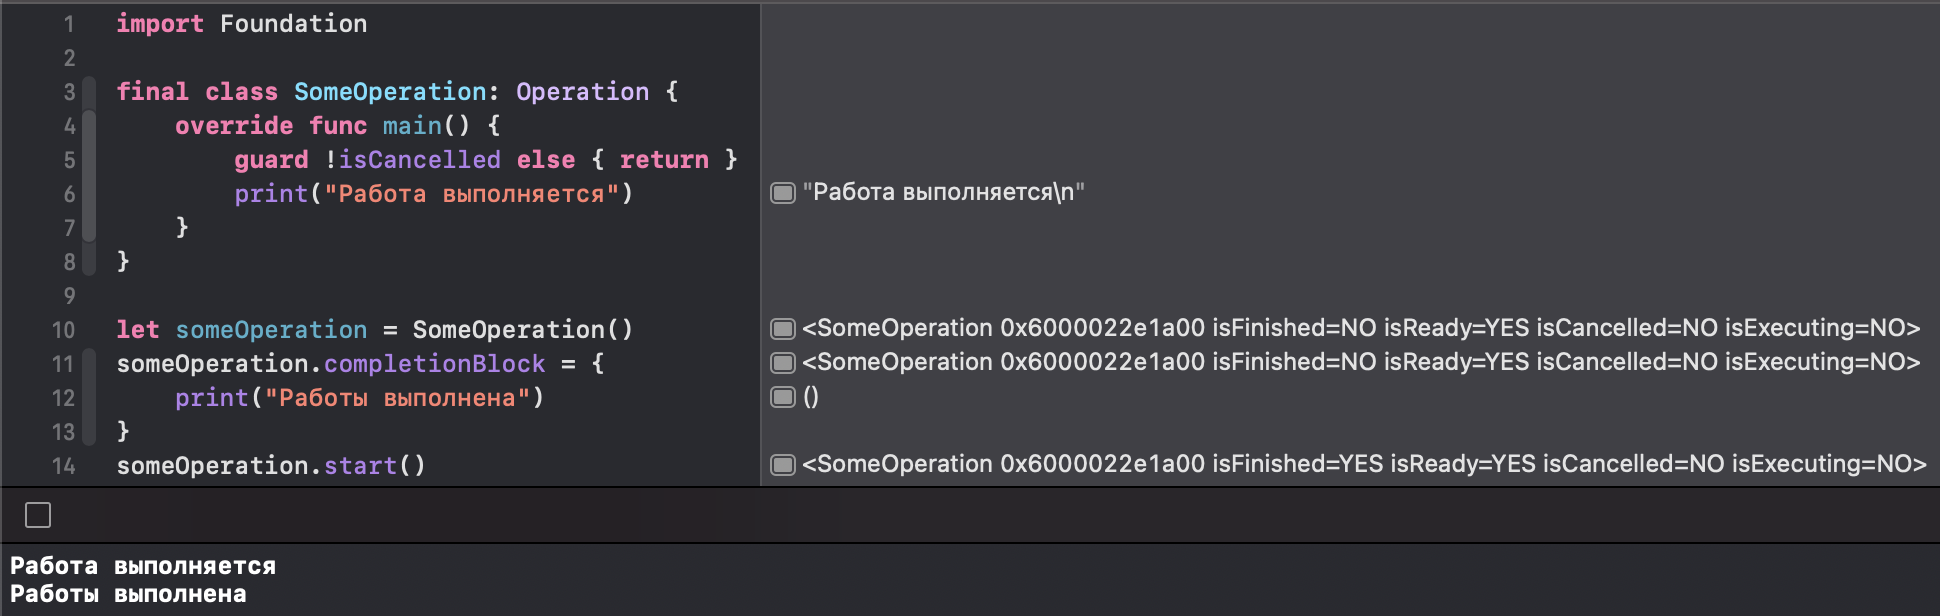 1 import Foundation
2
3 final class SomeOperation: Operation {
4 override func main() {
5 guard !isCancelled else { return }
6 print("Работа выполняется") "Работа выполняется\n"
7 }
8 }
9
10 let someOperation = SomeOperation() <SomeOperation 0x6000022e1a00 isFinished=NO isReady=YES isCancelled=NO isExecuting=NO>
11 someOperation.completionBlock = { <SomeOperation 0x6000022e1a00 isFinished=NO isReady=YES isCancelled=NO isExecuting=NO>
12 print("Работы выполнена") ()
13 }
14 someOperation.start() <SomeOperation 0x6000022e1a00 isFinished=YES isReady=YES isCancelled=NO isExecuting=NO>
Работа выполняется
Работы выполнена